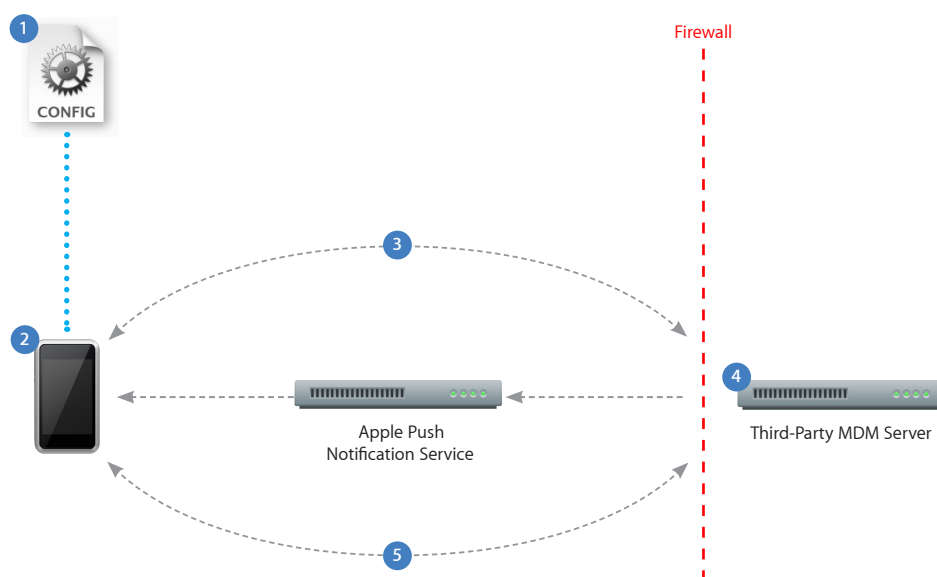 1
Firewall
CONFIG
3
2
4
Apple Push
Notification Service
Third-Party MDM Server
5